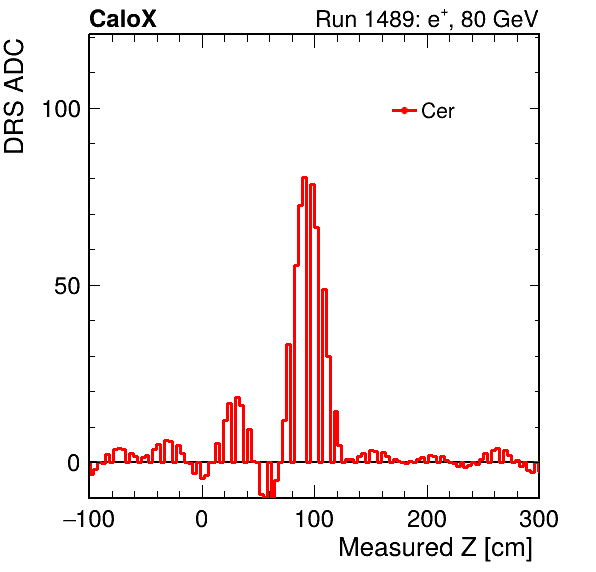 CaloX Run 1489: e⁺, 80 GeV
DRS ADC
Cer
100
50
0
−100 0 100 200 300
Measured Z [cm]